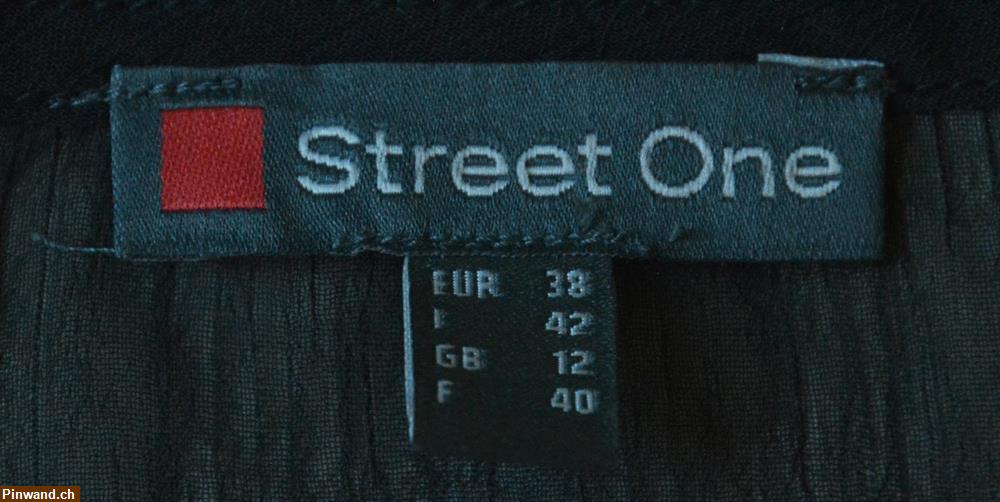 Street One
EUR 38
I 42
GB 12
F 40
Pinwand.ch